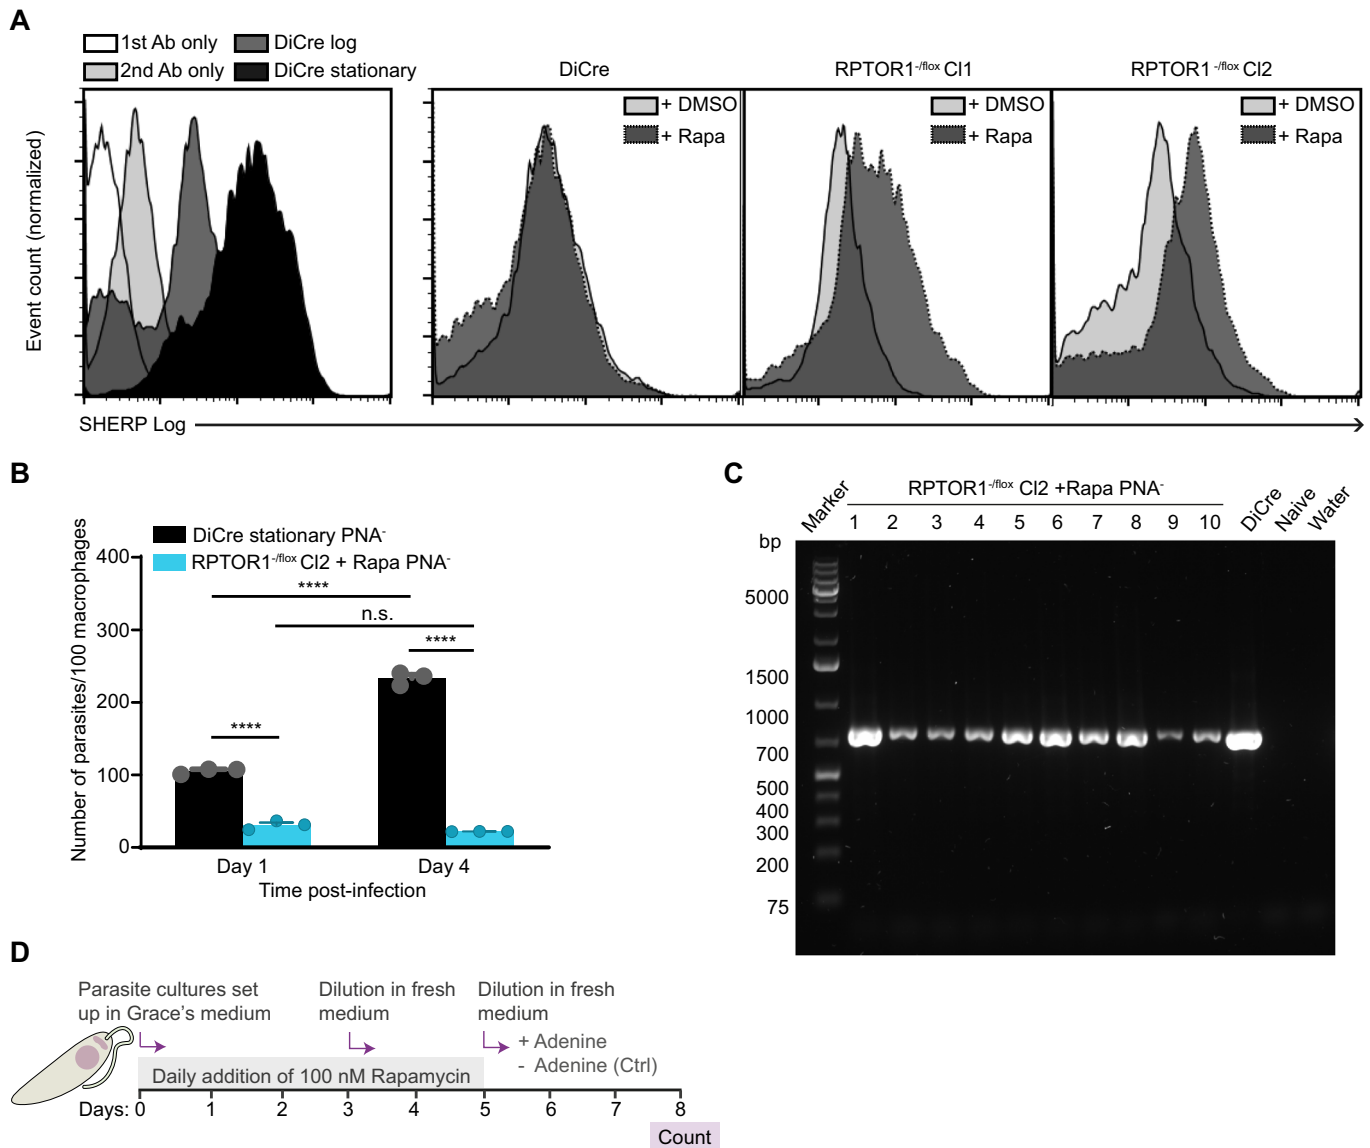 A
1st Ab only
DiCre log
2nd Ab only
DiCre stationary
DiCre
RPTOR1-/flox Cl1
RPTOR1-/flox Cl2
+ DMSO
+ Rapa
+ DMSO
+ Rapa
+ DMSO
+ Rapa
Event count (normalized)
SHERP Log
B
DiCre stationary PNA-
RPTOR1-/flox Cl2 + Rapa PNA-
Number of parasites/100 macrophages
400
300
200
100
0
****
n.s.
****
****
Day 1
Day 4
Time post-infection
C
Marker
RPTOR1-/flox Cl2 +Rapa PNA-
1 2 3 4 5 6 7 8 9 10
DiCre
Naive
Water
bp
5000
1500
1000
700
500
400
300
200
75
D
Parasite cultures set
up in Grace's medium
Dilution in fresh
medium
Dilution in fresh
medium
+ Adenine
- Adenine (Ctrl)
Daily addition of 100 nM Rapamycin
Days: 0 1 2 3 4 5 6 7 8
Count